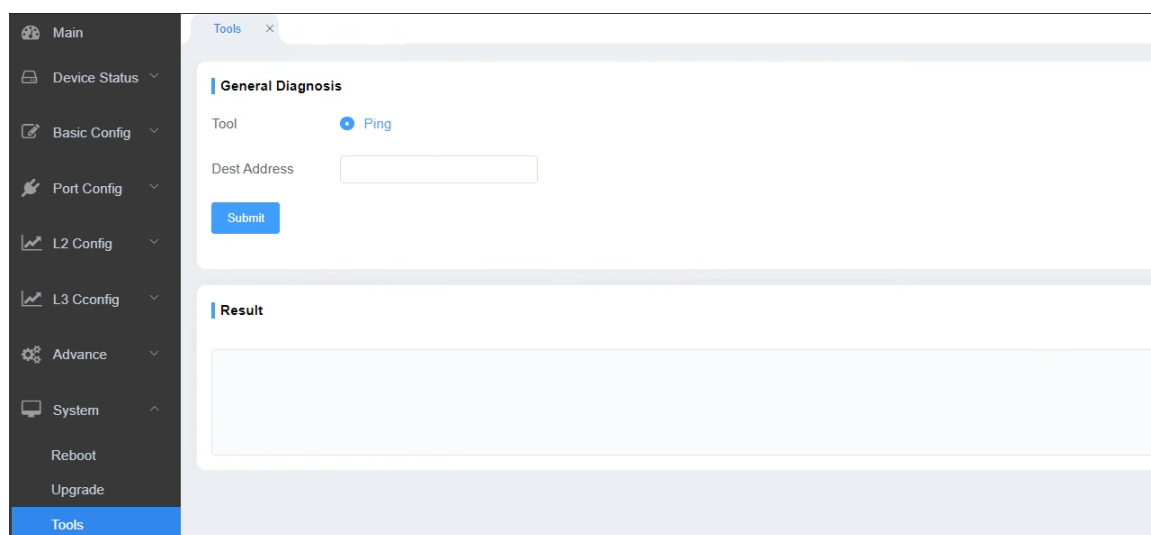 Main
Device Status
Basic Config
Port Config
L2 Config
L3 Cconfig
Advance
System
Reboot
Upgrade
Tools
Tools
General Diagnosis
Tool Ping
Dest Address
Submit
Result